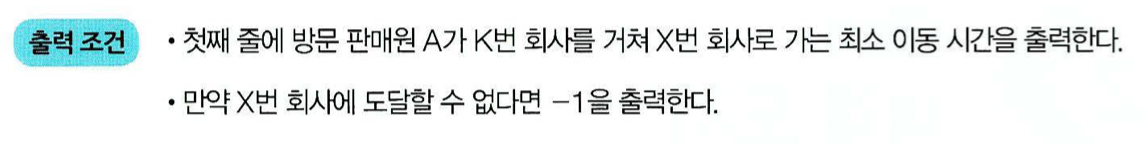 출력 조건 • 첫째 줄에 방문 판매원 A가 K번 회사를 거쳐 X번 회사로 가는 최소 이동 시간을 출력한다.
• 만약 X번 회사에 도달할 수 없다면 −1을 출력한다.